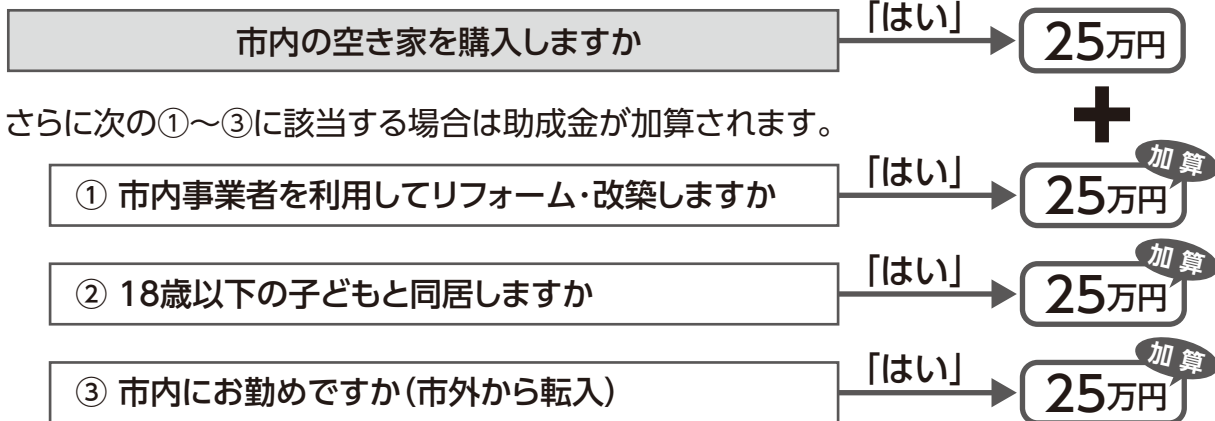 市内の空き家を購入しますか
「はい」
25万円
さらに次の①～③に該当する場合は助成金が加算されます。
+
① 市内事業者を利用してリフォーム・改築しますか
「はい」
25万円
加算
② 18歳以下の子どもと同居しますか
「はい」
25万円
加算
③ 市内にお勤めですか（市外から転入）
「はい」
25万円
加算